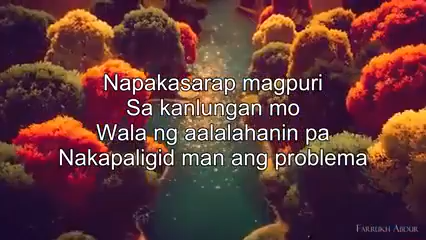 Napakasarap magpuri
Sa kanlungan mo
Wala ng aalalahanin pa
Nakapaligid man ang problema
Farrukh Abdur